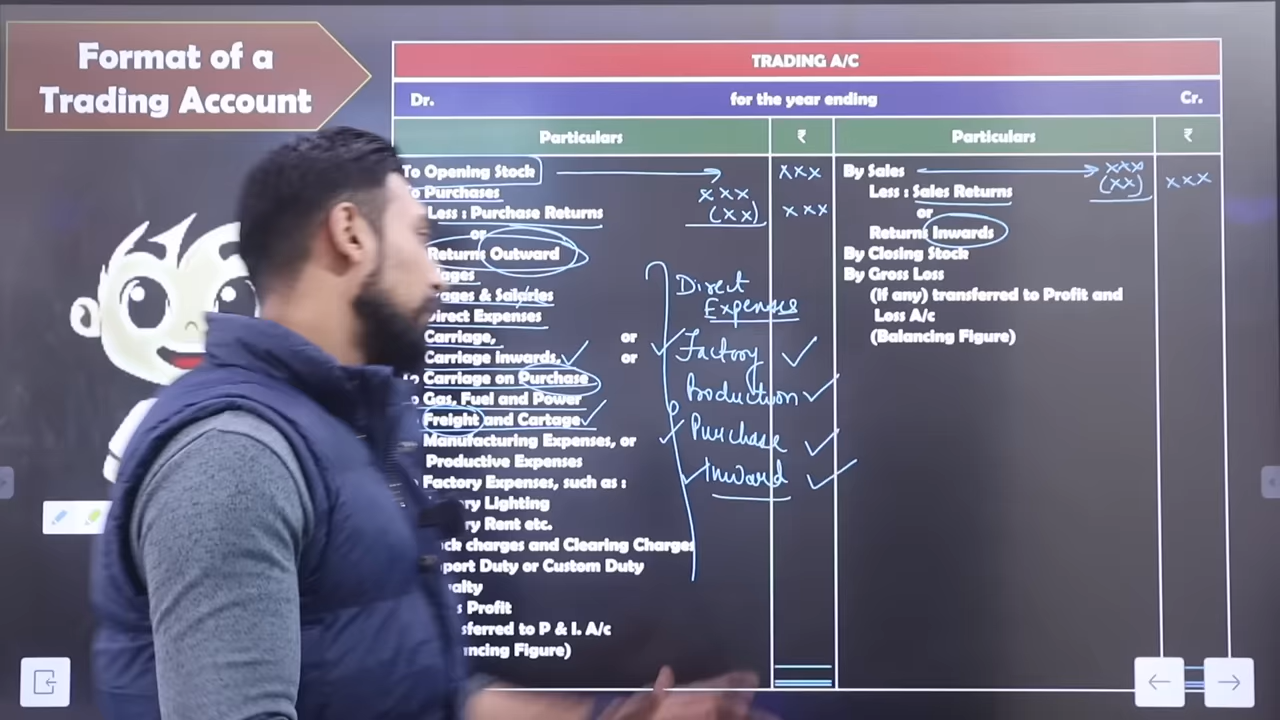 Format of a
Trading Account
TRADING A/C
Dr. for the year ending Cr.
Particulars ₹ Particulars ₹
To Opening Stock xxx
Purchases xxx
Less : Purchase Returns (xx) xxx
or
Returns Outward
& Salaries
Direct Expenses
Carriage, or
Carriage inwards, or
Carriage on Purchase
Gas, Fuel and Power
Freight and Cartage
Manufacturing Expenses, or
Productive Expenses
Factory Expenses, such as :
Lighting
Rent etc.
charges and Clearing Charges
Duty or Custom Duty
Profit
to P & L A/c
Figure)
Direct
Expenses
Factory
Production
Purchase
Inward
By Sales xxx
Less : Sales Returns (xx) xxx
or
Returns Inwards
By Closing Stock
By Gross Loss
(If any) transferred to Profit and
Loss A/c
(Balancing Figure)